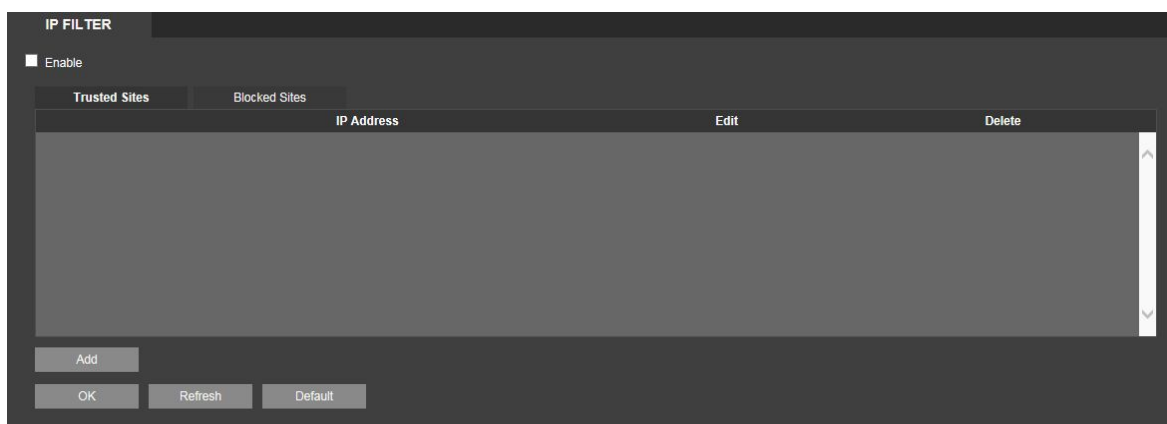 IP FILTER
Enable
Trusted Sites Blocked Sites
IP Address Edit Delete
Add
OK Refresh Default